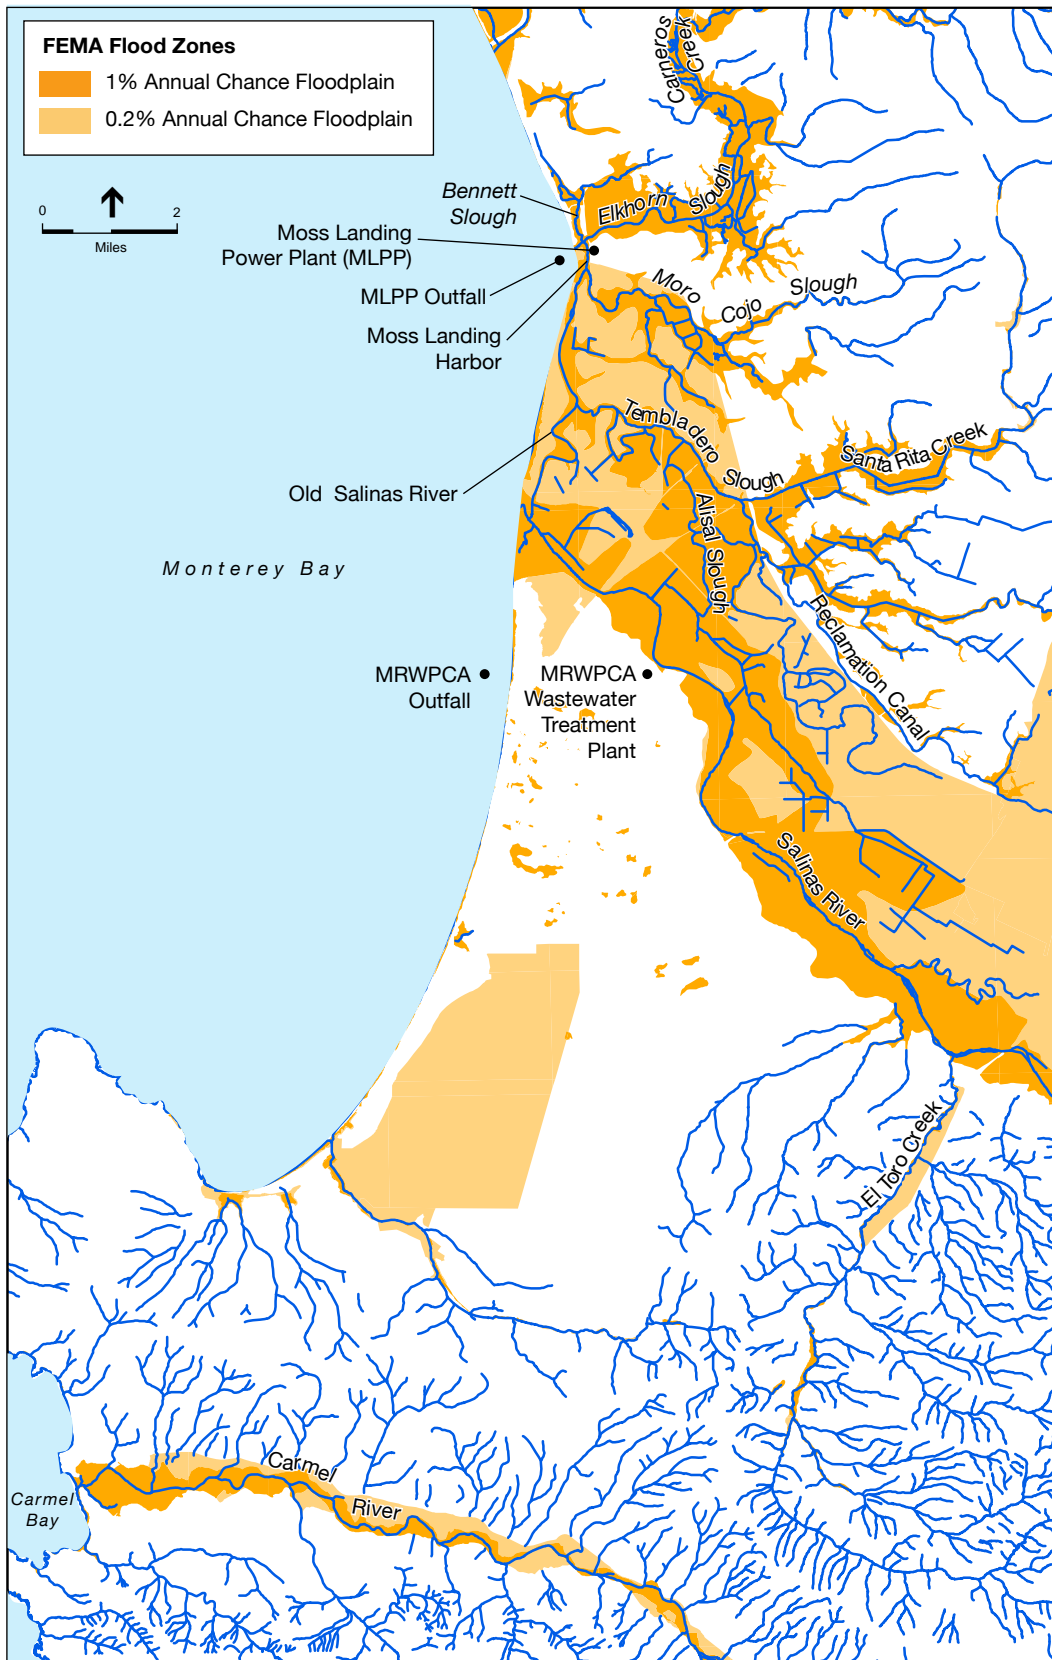 FEMA Flood Zones
1% Annual Chance Floodplain
0.2% Annual Chance Floodplain
0 2
Miles
Carneros
Creek
Bennett
Slough
Elkhorn Slough
Moss Landing
Power Plant (MLPP)
MLPP Outfall
Moss Landing
Harbor
Moro Cojo Slough
Tembladero Slough
Santa Rita Creek
Old Salinas River
Alisal Slough
Monterey Bay
Reclamation Canal
MRWPCA
Outfall
MRWPCA
Wastewater
Treatment
Plant
Salinas River
El Toro Creek
Carmel River
Carmel
Bay